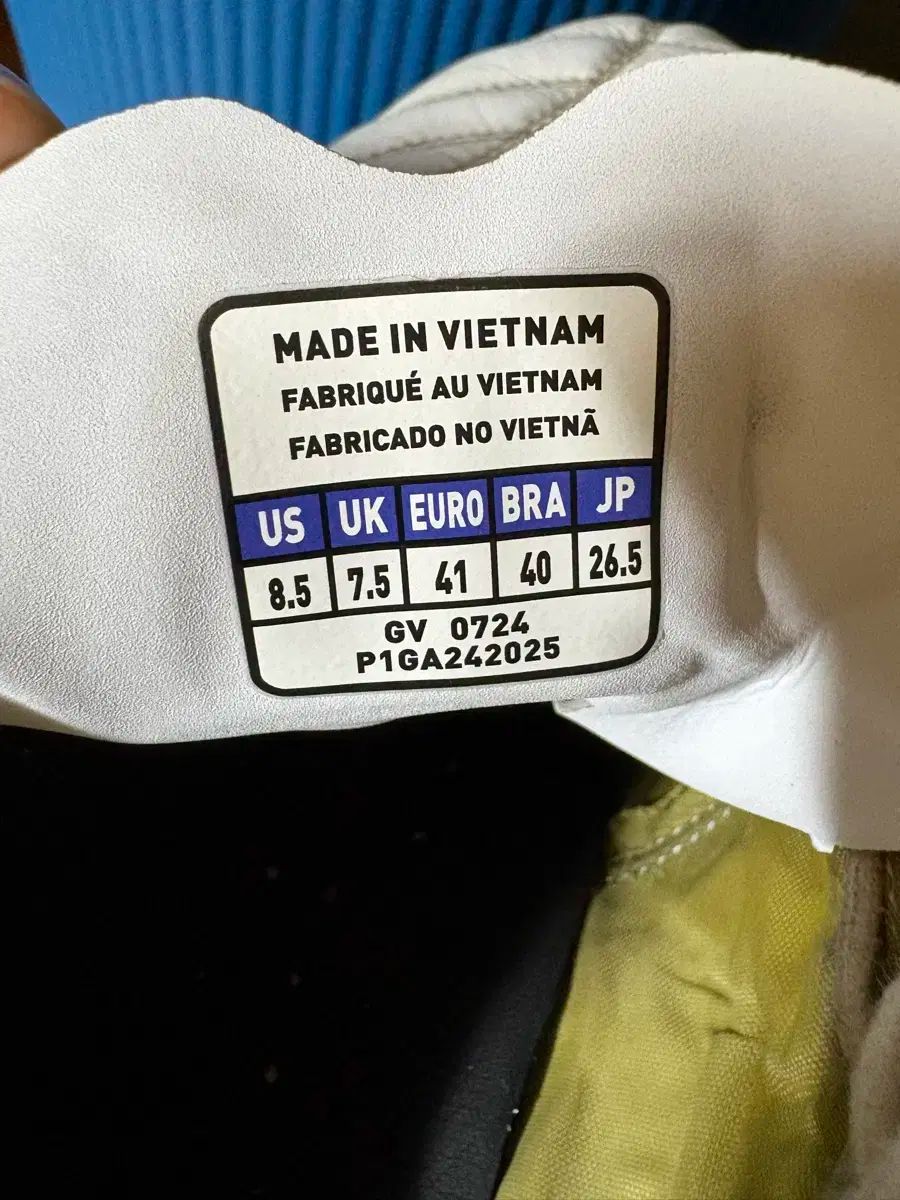 MADE IN VIETNAM
FABRIQUÉ AU VIETNAM
FABRICADO NO VIETNÃ
US UK EURO BRA JP
8.5 7.5 41 40 26.5
GV 0724
P1GA242025